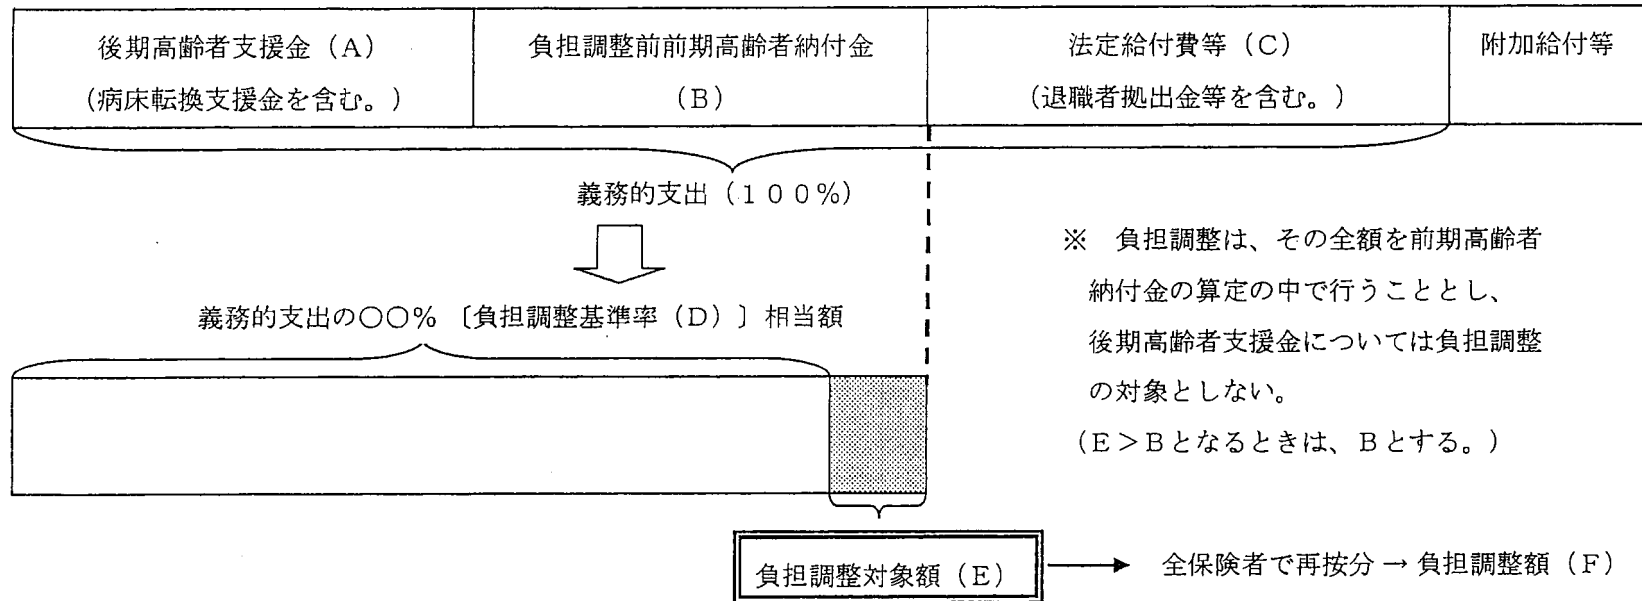 後期高齢者支援金（Ａ）
（病床転換支援金を含む。）
負担調整前前期高齢者納付金
（Ｂ）
法定給付費等（Ｃ）
（退職者拠出金等を含む。）
附加給付等
義務的支出（１００％）
義務的支出の〇〇％〔負担調整基準率（Ｄ）〕相当額
※　負担調整は、その全額を前期高齢者
納付金の算定の中で行うこととし、
後期高齢者支援金については負担調整
の対象としない。
（Ｅ＞Ｂとなるときは、Ｂとする。）
負担調整対象額（Ｅ）
全保険者で再按分→負担調整額（Ｆ）